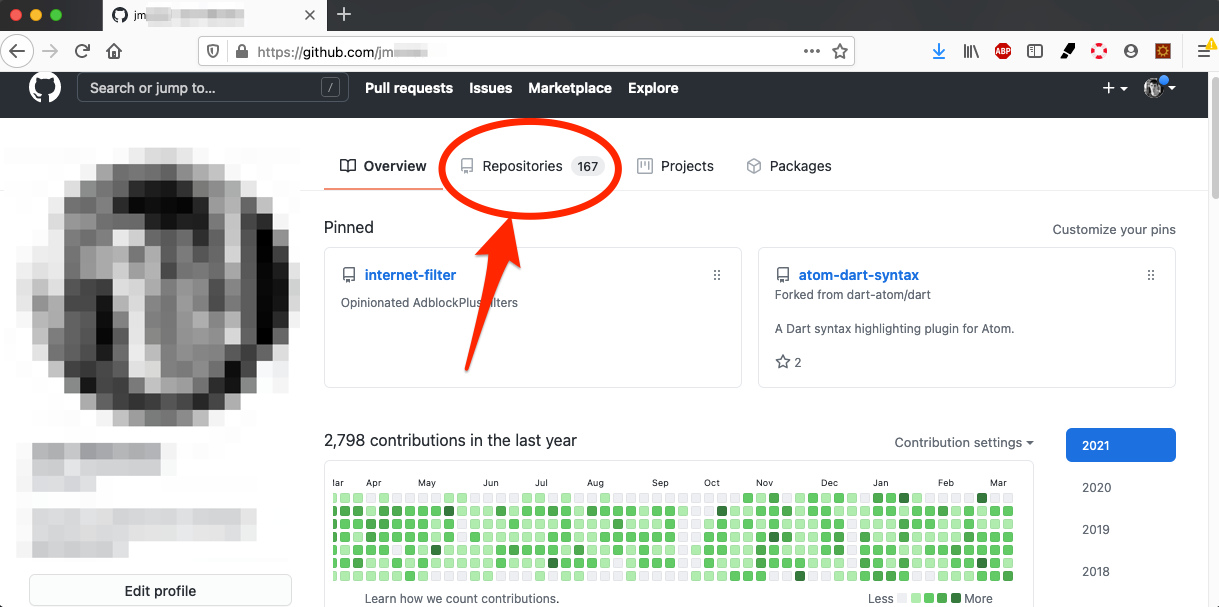 jm
https://github.com/jm
ABP
Search or jump to... /
Pull requests Issues Marketplace Explore
Overview Repositories 167 Projects Packages
Pinned
Customize your pins
internet-filter
Opinionated AdblockPlus filters
atom-dart-syntax
Forked from dart-atom/dart
A Dart syntax highlighting plugin for Atom.
2
2,798 contributions in the last year
Contribution settings
2021
2020
2019
2018
Apr May Jun Jul Aug Sep Oct Nov Dec Jan Feb Mar
Learn how we count contributions.
Less More
Edit profile